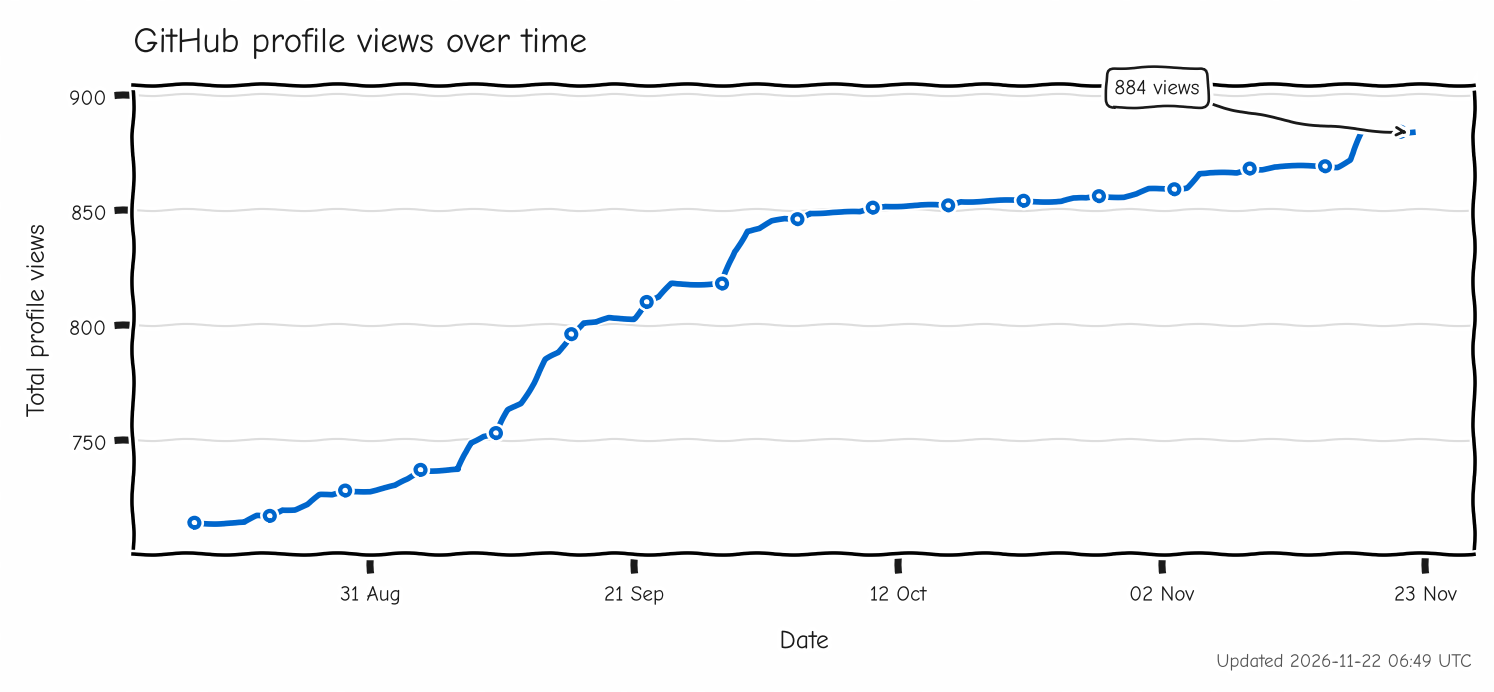 GitHub profile views over time
884 views
900
850
800
750
Total profile views
31 Aug
21 Sep
12 Oct
02 Nov
23 Nov
Date
Updated 2026-11-22 06:49 UTC